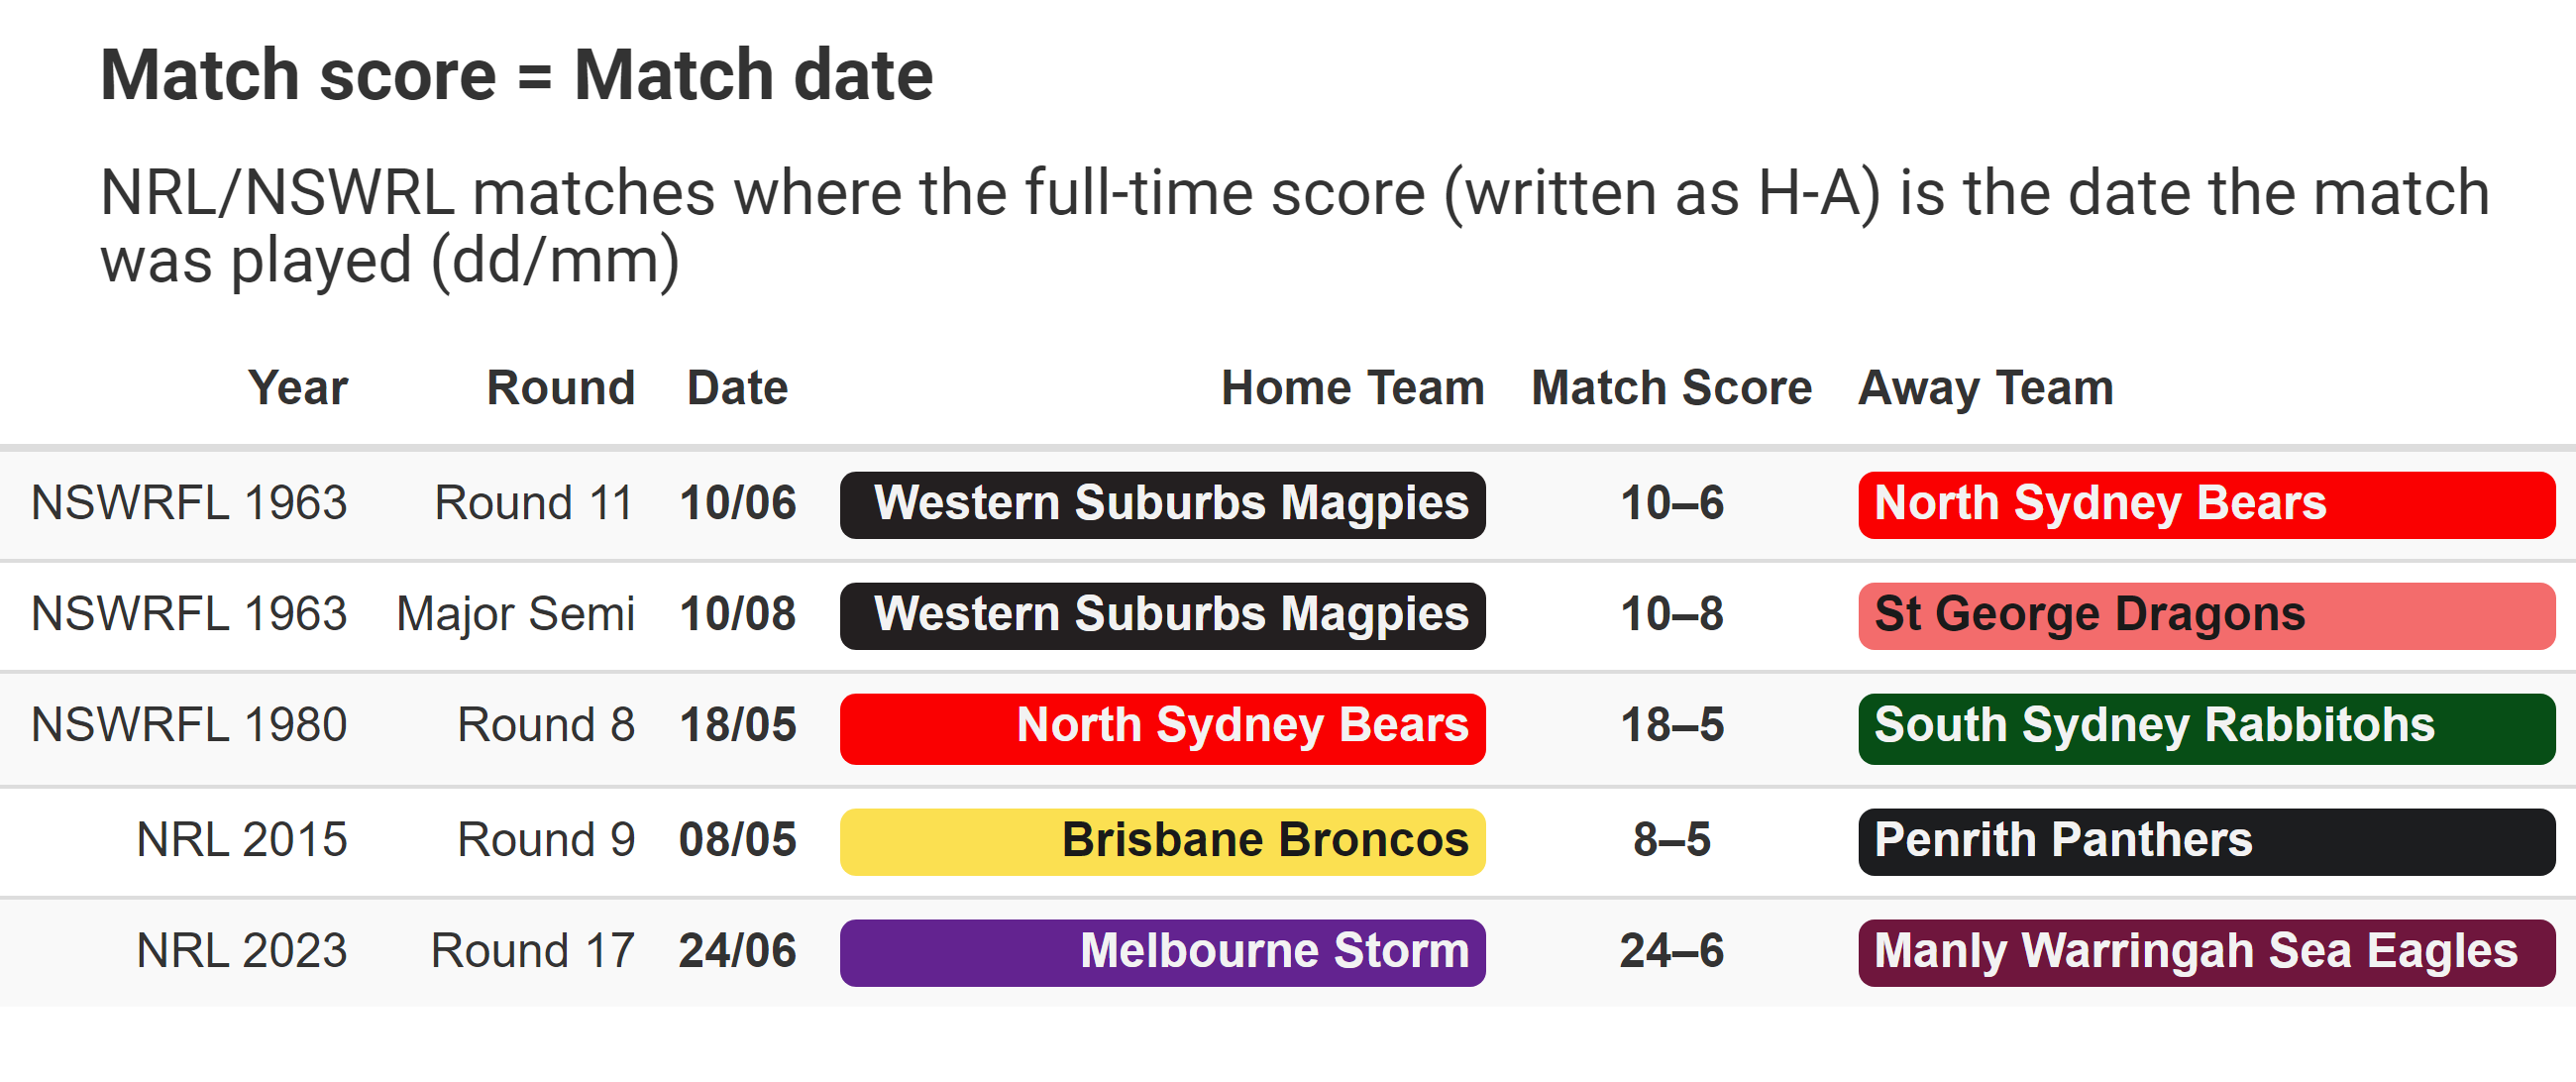 Match score = Match date
NRL/NSWRL matches where the full-time score (written as H-A) is the date the match
was played (dd/mm)
Year Round Date Home Team Match Score Away Team
NSWRFL 1963 Round 11 10/06 Western Suburbs Magpies 10–6 North Sydney Bears
NSWRFL 1963 Major Semi 10/08 Western Suburbs Magpies 10–8 St George Dragons
NSWRFL 1980 Round 8 18/05 North Sydney Bears 18–5 South Sydney Rabbitohs
NRL 2015 Round 9 08/05 Brisbane Broncos 8–5 Penrith Panthers
NRL 2023 Round 17 24/06 Melbourne Storm 24–6 Manly Warringah Sea Eagles